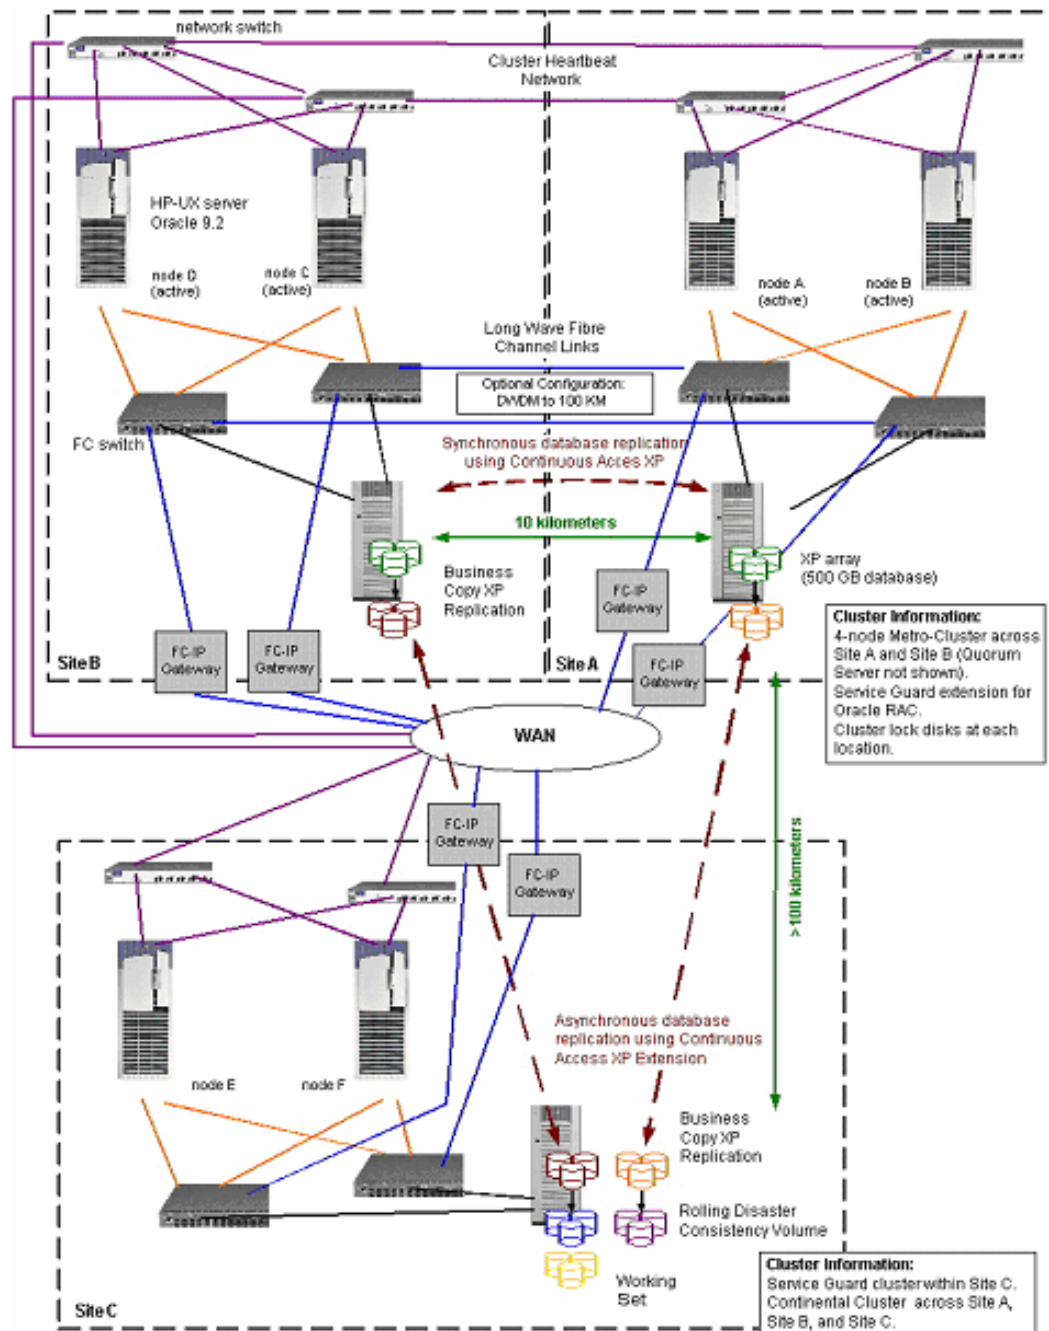 network switch
Cluster Heartbeat
Network
HP-UX server
Oracle 9.2
node D
(active)
node C
(active)
node A
(active)
node B
(active)
Long Wave Fibre
Channel Links
Optional Configuration:
DWDM to 100 KM
FC switch
Synchronous database replication
using Continuous Acces XP
10 kilometers
Business
Copy XP
Replication
XP array
(500 GB database)
FC-IP
Gateway
FC-IP
Gateway
FC-IP
Gateway
FC-IP
Gateway
Site B
Site A
Cluster Information:
4-node Metro-Cluster across
Site A and Site B (Quorum
Server not shown).
Service Guard extension for
Oracle RAC.
Cluster lock disks at each
location.
WAN
FC-IP
Gateway
FC-IP
Gateway
>100 kilometers
node E
node F
Asynchronous database
replication using Continuous
Access XP Extension
Business
Copy XP
Replication
Rolling Disaster
Consistency Volume
Working
Set
Site C
Cluster Information:
Service Guard cluster within Site C.
Continental Cluster across Site A,
Site B, and Site C.